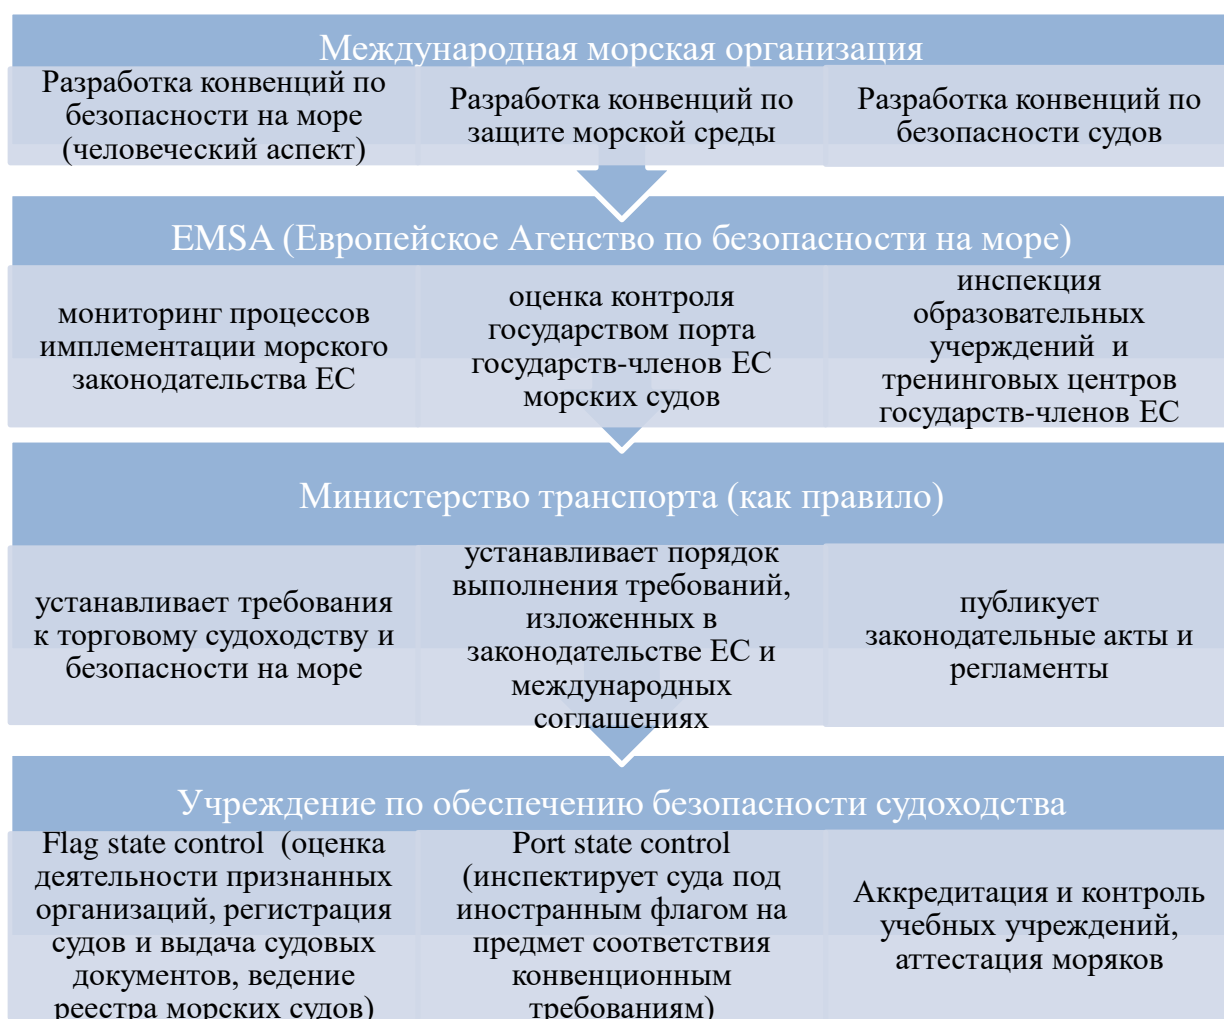 Международная морская организация
Разработка конвенций по
безопасности на море
(человеческий аспект)
Разработка конвенций по
защите морской среды
Разработка конвенций по
безопасности судов
EMSA (Европейское Агенство по безопасности на море)
мониторинг процессов
имплементации морского
законодательства ЕС
оценка контроля
государством порта
государств-членов ЕС
морских судов
инспекция
образовательных
учерждений и
тренинговых центров
государств-членов ЕС
Министерство транспорта (как правило)
устанавливает требования
к торговому судоходству и
безопасности на море
устанавливает порядок
выполнения требований,
изложенных в
законодательстве ЕС и
международных
соглашениях
публикует
законодательные акты и
регламенты
Учреждение по обеспечению безопасности судоходства
Flag state control (оценка
деятельности признанных
организаций, регистрация
судов и выдача судовых
документов, ведение
реестра морских судов)
Port state control
(инспектирует суда под
иностранным флагом на
предмет соответствия
конвенционным
требованиям)
Аккредитация и контроль
учебных учреждений,
аттестация моряков